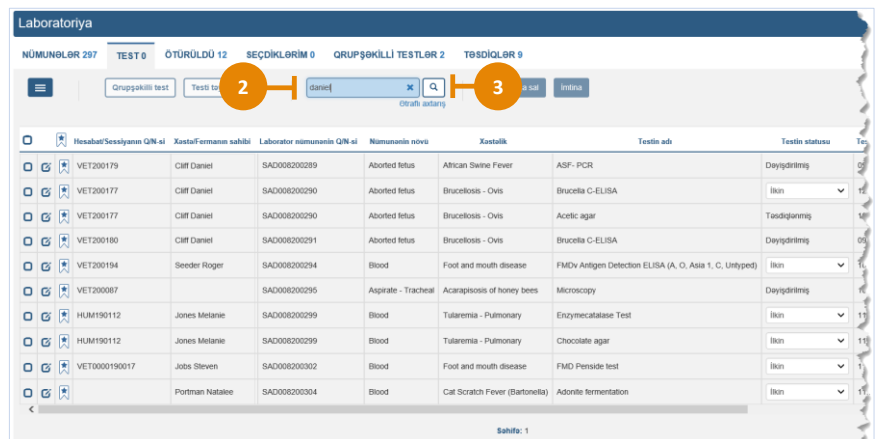 Laboratoriya
NÜMUNƏLƏR 297 TEST 0 ÖTÜRÜLDÜ 12 SEÇDİKLƏRİM 0 QRUPŞƏKİLLİ TESTLƏR 2 TƏSDİQLƏR 9
Qrupşəkilli test Testi 2 daniel 3 İmtina
Ətraflı axtarış
Hesabat/Sessiyanın Q/N-si Xəstə/Fermanın sahibi Laborator nümunənin Q/N-si Nümunənin növü Xəstəlik Testin adı Testin statusu
VET200179 Cliff Daniel SAD008200289 Aborted fetus African Swine Fever ASF- PCR Dəyişdirilmiş
VET200177 Cliff Daniel SAD008200290 Aborted fetus Brucellosis - Ovis Brucella C-ELISA İlkin
VET200177 Cliff Daniel SAD008200290 Aborted fetus Brucellosis - Ovis Acetic agar Təsdiqlənmiş
VET200180 Cliff Daniel SAD008200291 Aborted fetus Brucellosis - Ovis Brucella C-ELISA Dəyişdirilmiş
VET200194 Seeder Roger SAD008200294 Blood Foot and mouth disease FMDv Antigen Detection ELISA (A, O, Asia 1, C, Untyped) İlkin
VET200087 SAD008200295 Aspirate - Tracheal Acarapisosis of honey bees Microscopy Dəyişdirilmiş
HUM190112 Jones Melanie SAD008200299 Blood Tularemia - Pulmonary Enzymecatalase Test İlkin
HUM190112 Jones Melanie SAD008200299 Blood Tularemia - Pulmonary Chocolate agar İlkin
VET0000190017 Jobs Steven SAD008200302 Blood Foot and mouth disease FMD Penside test İlkin
Portman Natalee SAD008200304 Blood Cat Scratch Fever (Bartonella) Adonite fermentation İlkin
Səhifə: 1